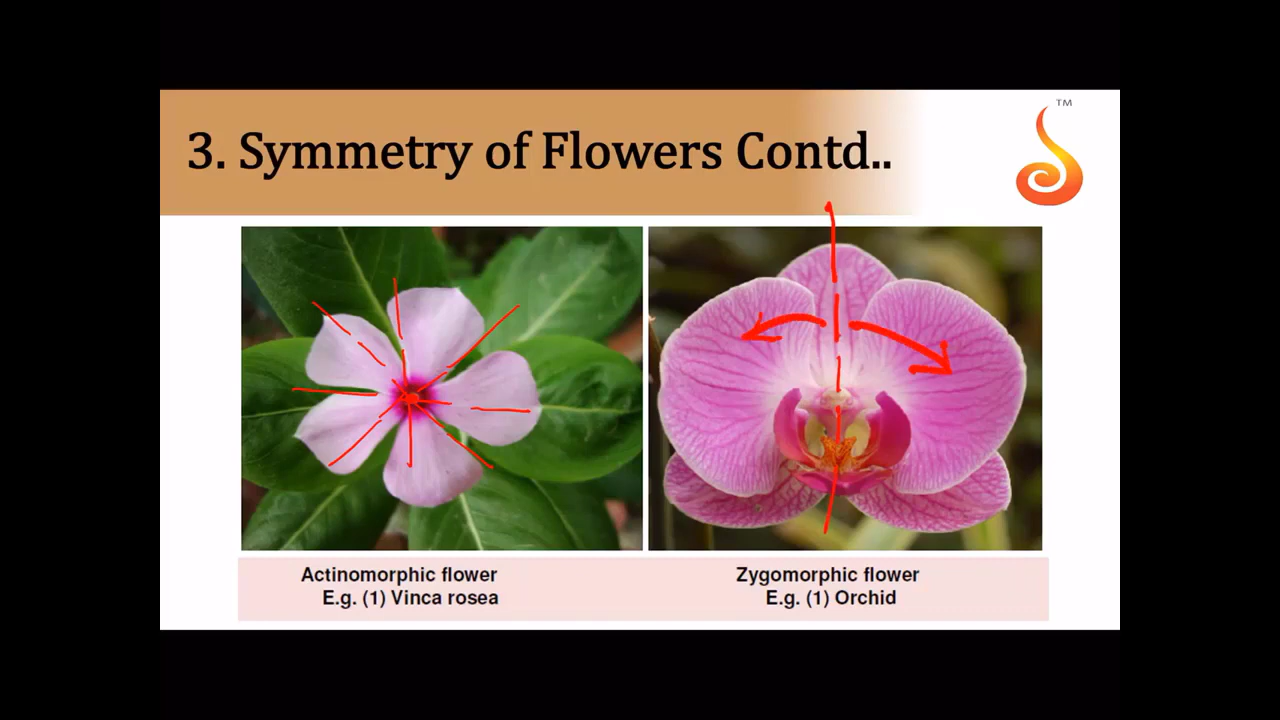 3. Symmetry of Flowers Contd..
TM
Actinomorphic flower
E.g. (1) Vinca rosea
Zygomorphic flower
E.g. (1) Orchid